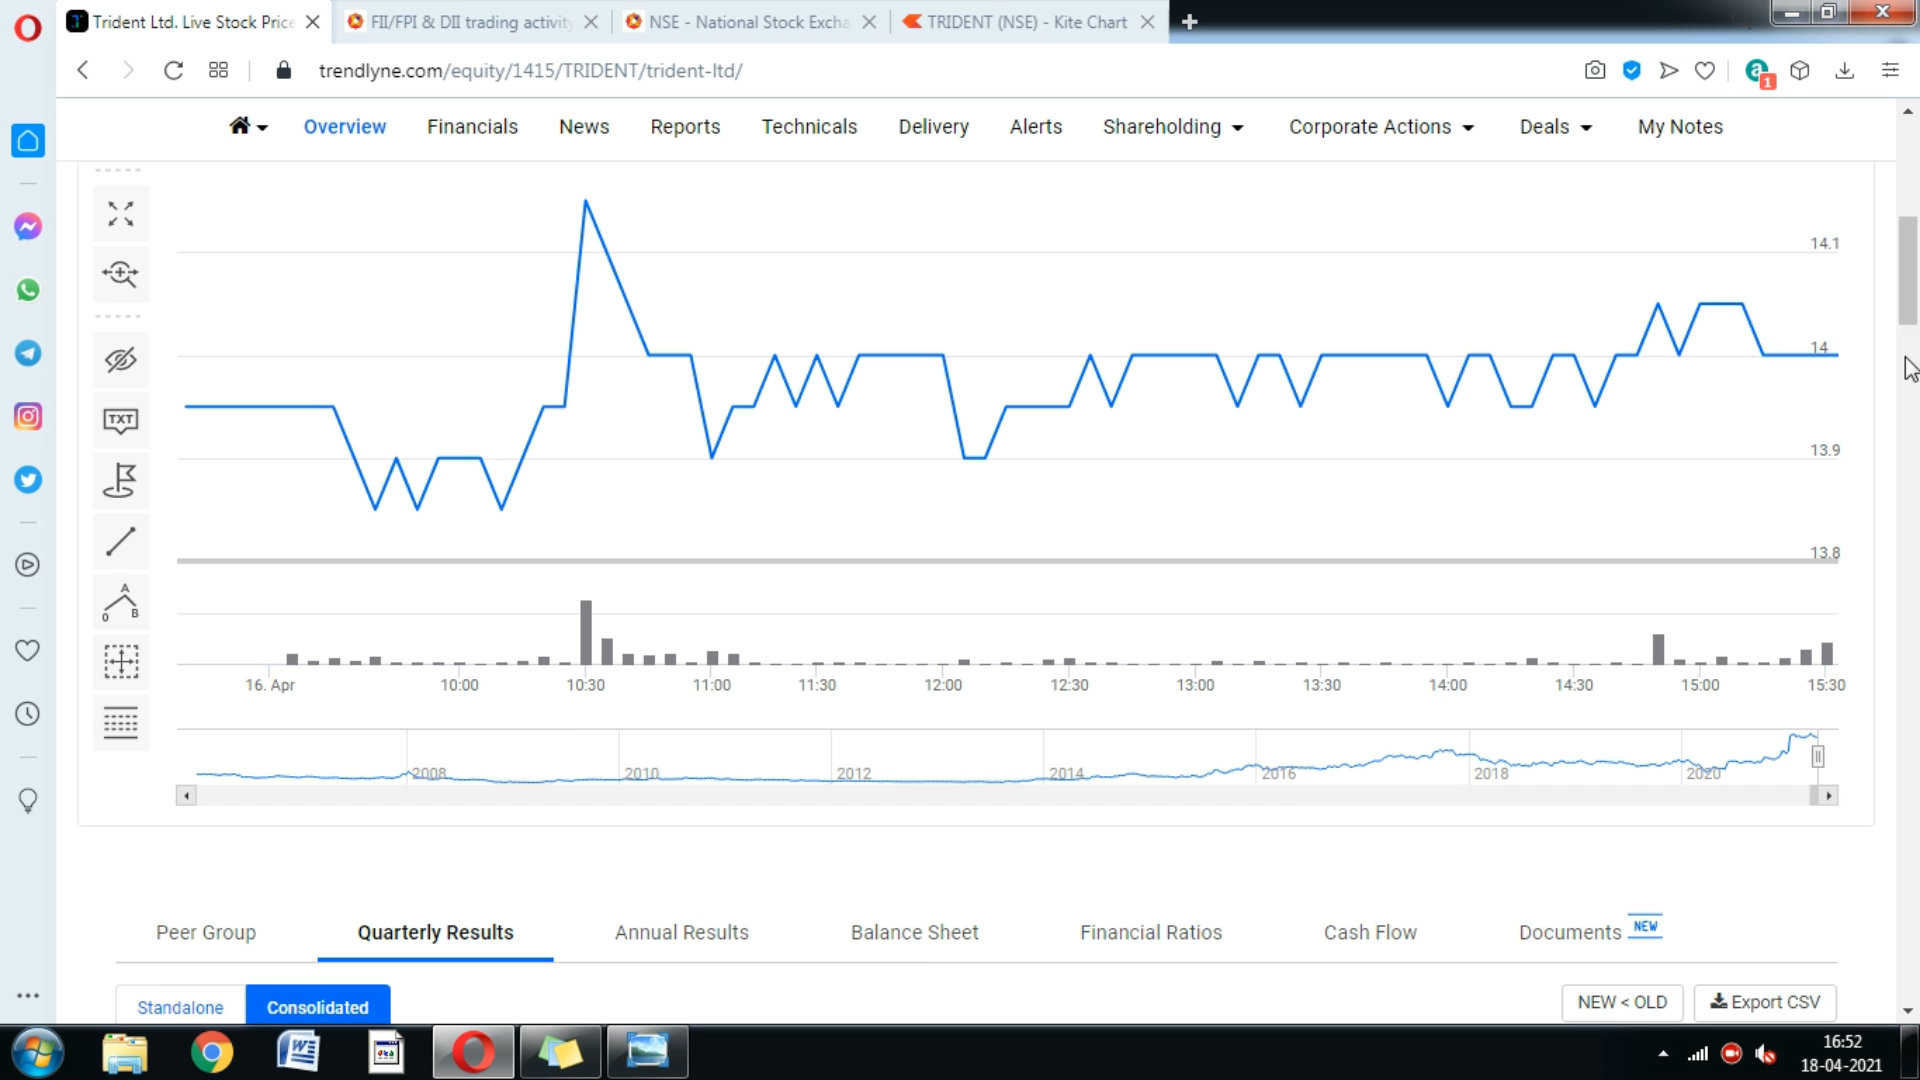 Trident Ltd. Live Stock Price
FII/FPI & DII trading activity
NSE - National Stock Excha
TRIDENT (NSE) - Kite Chart
trendlyne.com/equity/1415/TRIDENT/trident-ltd/
a
1
Overview
Financials
News
Reports
Technicals
Delivery
Alerts
Shareholding
Corporate Actions
Deals
My Notes
TXT
A
0
B
14.1
14
13.9
13.8
16. Apr
10:00
10:30
11:00
11:30
12:00
12:30
13:00
13:30
14:00
14:30
15:00
15:30
2008
2010
2012
2014
2016
2018
2020
Peer Group
Quarterly Results
Annual Results
Balance Sheet
Financial Ratios
Cash Flow
Documents NEW
Standalone
Consolidated
NEW < OLD
Export CSV
16:52
18-04-2021